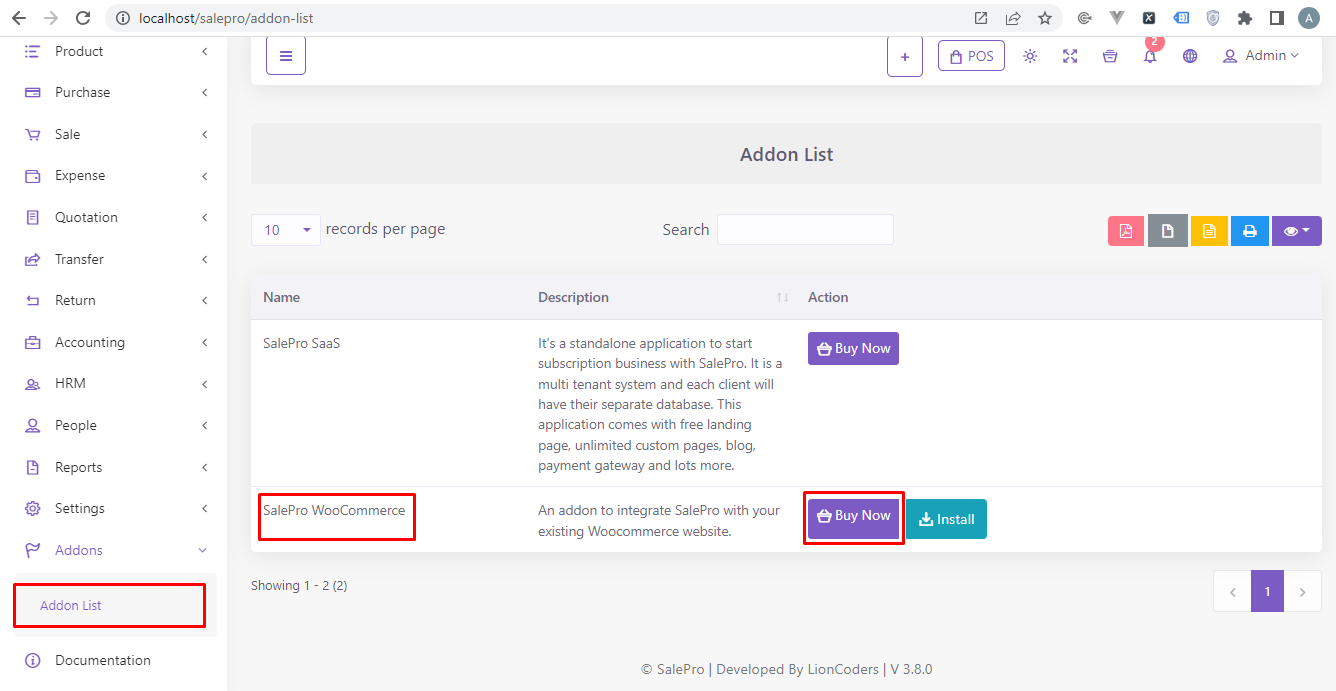 localhost/salepro/addon-list
A
Product
Purchase
Sale
Expense
Quotation
Transfer
Return
Accounting
HRM
People
Reports
Settings
Addons
Addon List
Documentation
+
POS
2
Admin
Addon List
10 records per page
Search
Name Description Action
SalePro SaaS
It's a standalone application to start
subscription business with SalePro. It is a
multi tenant system and each client will
have their separate database. This
application comes with free landing
page, unlimited custom pages, blog,
payment gateway and lots more.
Buy Now
SalePro WooCommerce
An addon to integrate SalePro with your
existing Woocommerce website.
Buy Now
Install
Showing 1 - 2 (2)
1
© SalePro | Developed By LionCoders | V 3.8.0